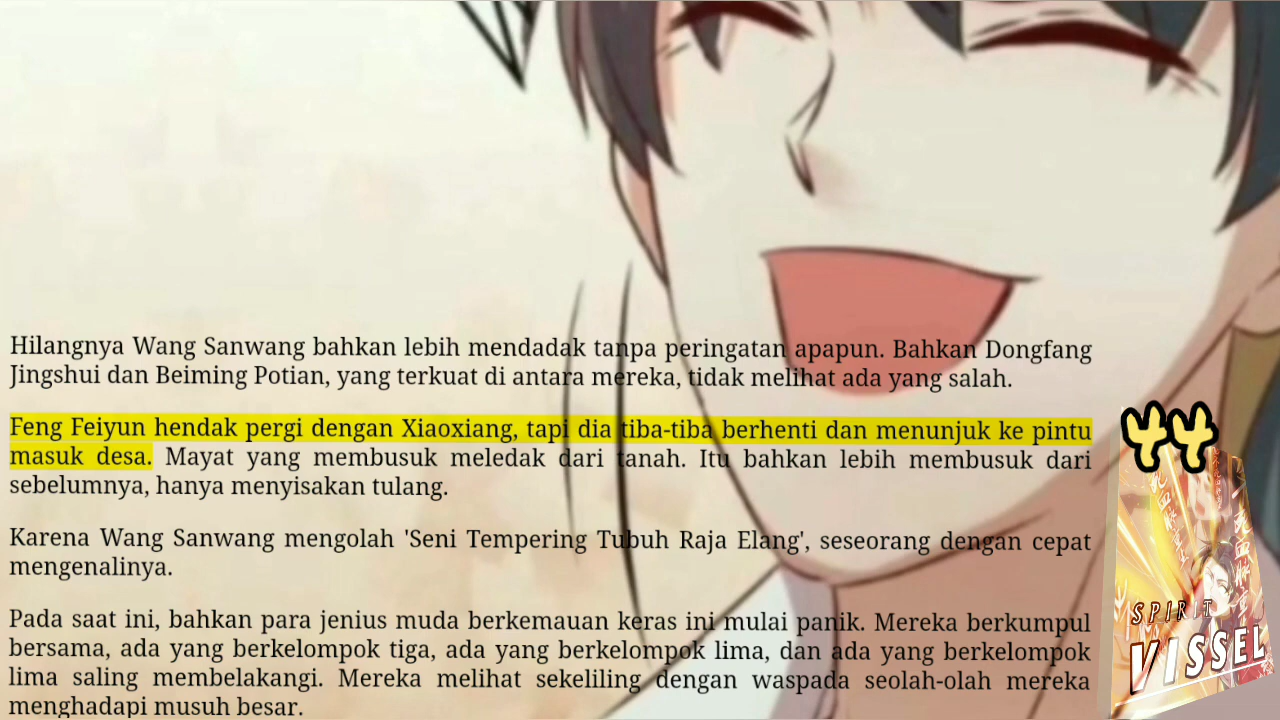 Hilangnya Wang Sanwang bahkan lebih mendadak tanpa peringatan apapun. Bahkan Dongfang
Jingshui dan Beiming Potian, yang terkuat di antara mereka, tidak melihat ada yang salah.
Feng Feiyun hendak pergi dengan Xiaoxiang, tapi dia tiba-tiba berhenti dan menunjuk ke pintu
masuk desa. Mayat yang membusuk meledak dari tanah. Itu bahkan lebih membusuk dari
sebelumnya, hanya menyisakan tulang.
Karena Wang Sanwang mengolah 'Seni Tempering Tubuh Raja Elang', seseorang dengan cepat
mengenalinya.
Pada saat ini, bahkan para jenius muda berkemauan keras ini mulai panik. Mereka berkumpul
bersama, ada yang berkelompok tiga, ada yang berkelompok lima, dan ada yang berkelompok
lima saling membelakangi. Mereka melihat sekeliling dengan waspada seolah-olah mereka
menghadapi musuh besar.
44
SPIRIT
VISSEL